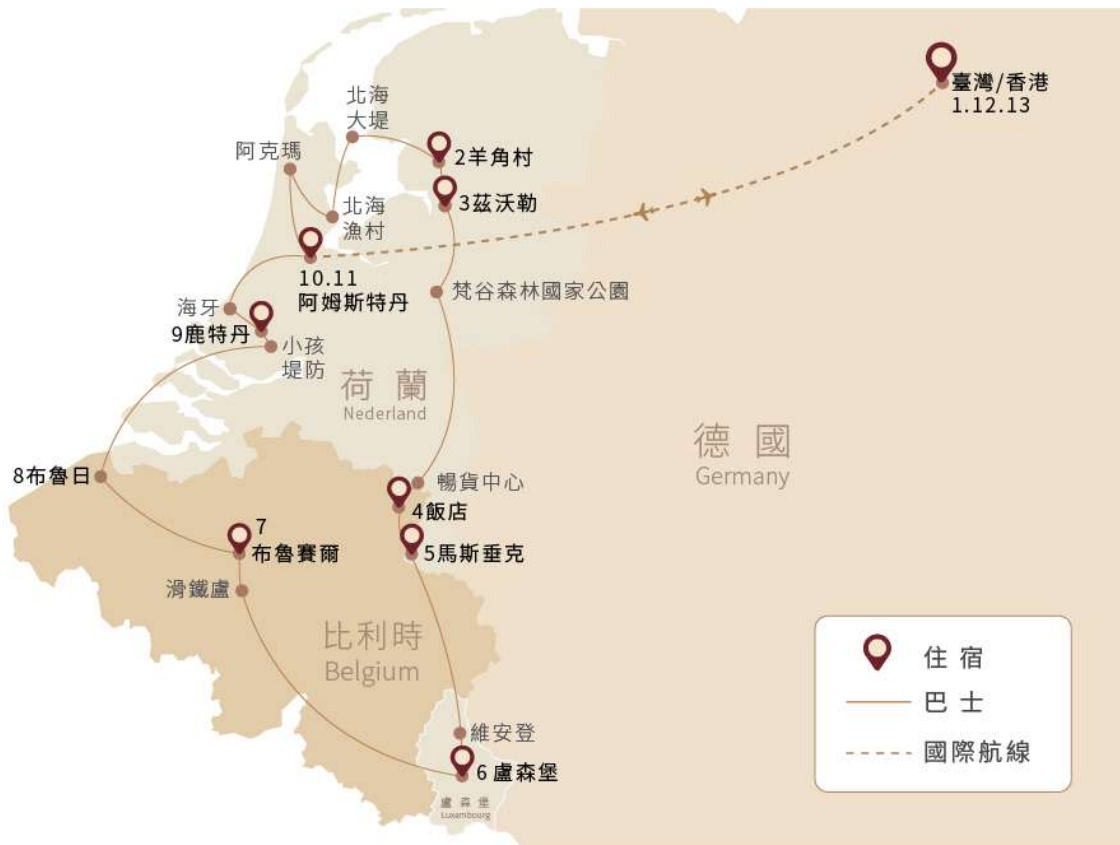 臺灣/香港
1.12.13
北海
大堤
阿克瑪
2羊角村
3茲沃勒
北海
漁村
10.11
阿姆斯特丹
梵谷森林國家公園
海牙
9鹿特丹
小孩
堤防
荷蘭
Nederland
德國
Germany
8布魯日
暢貨中心
4飯店
7
布魯賽爾
5馬斯垂克
滑鐵盧
比利時
Belgium
維安登
6 盧森堡
盧森堡
Luxembourg
住宿
巴士
國際航線